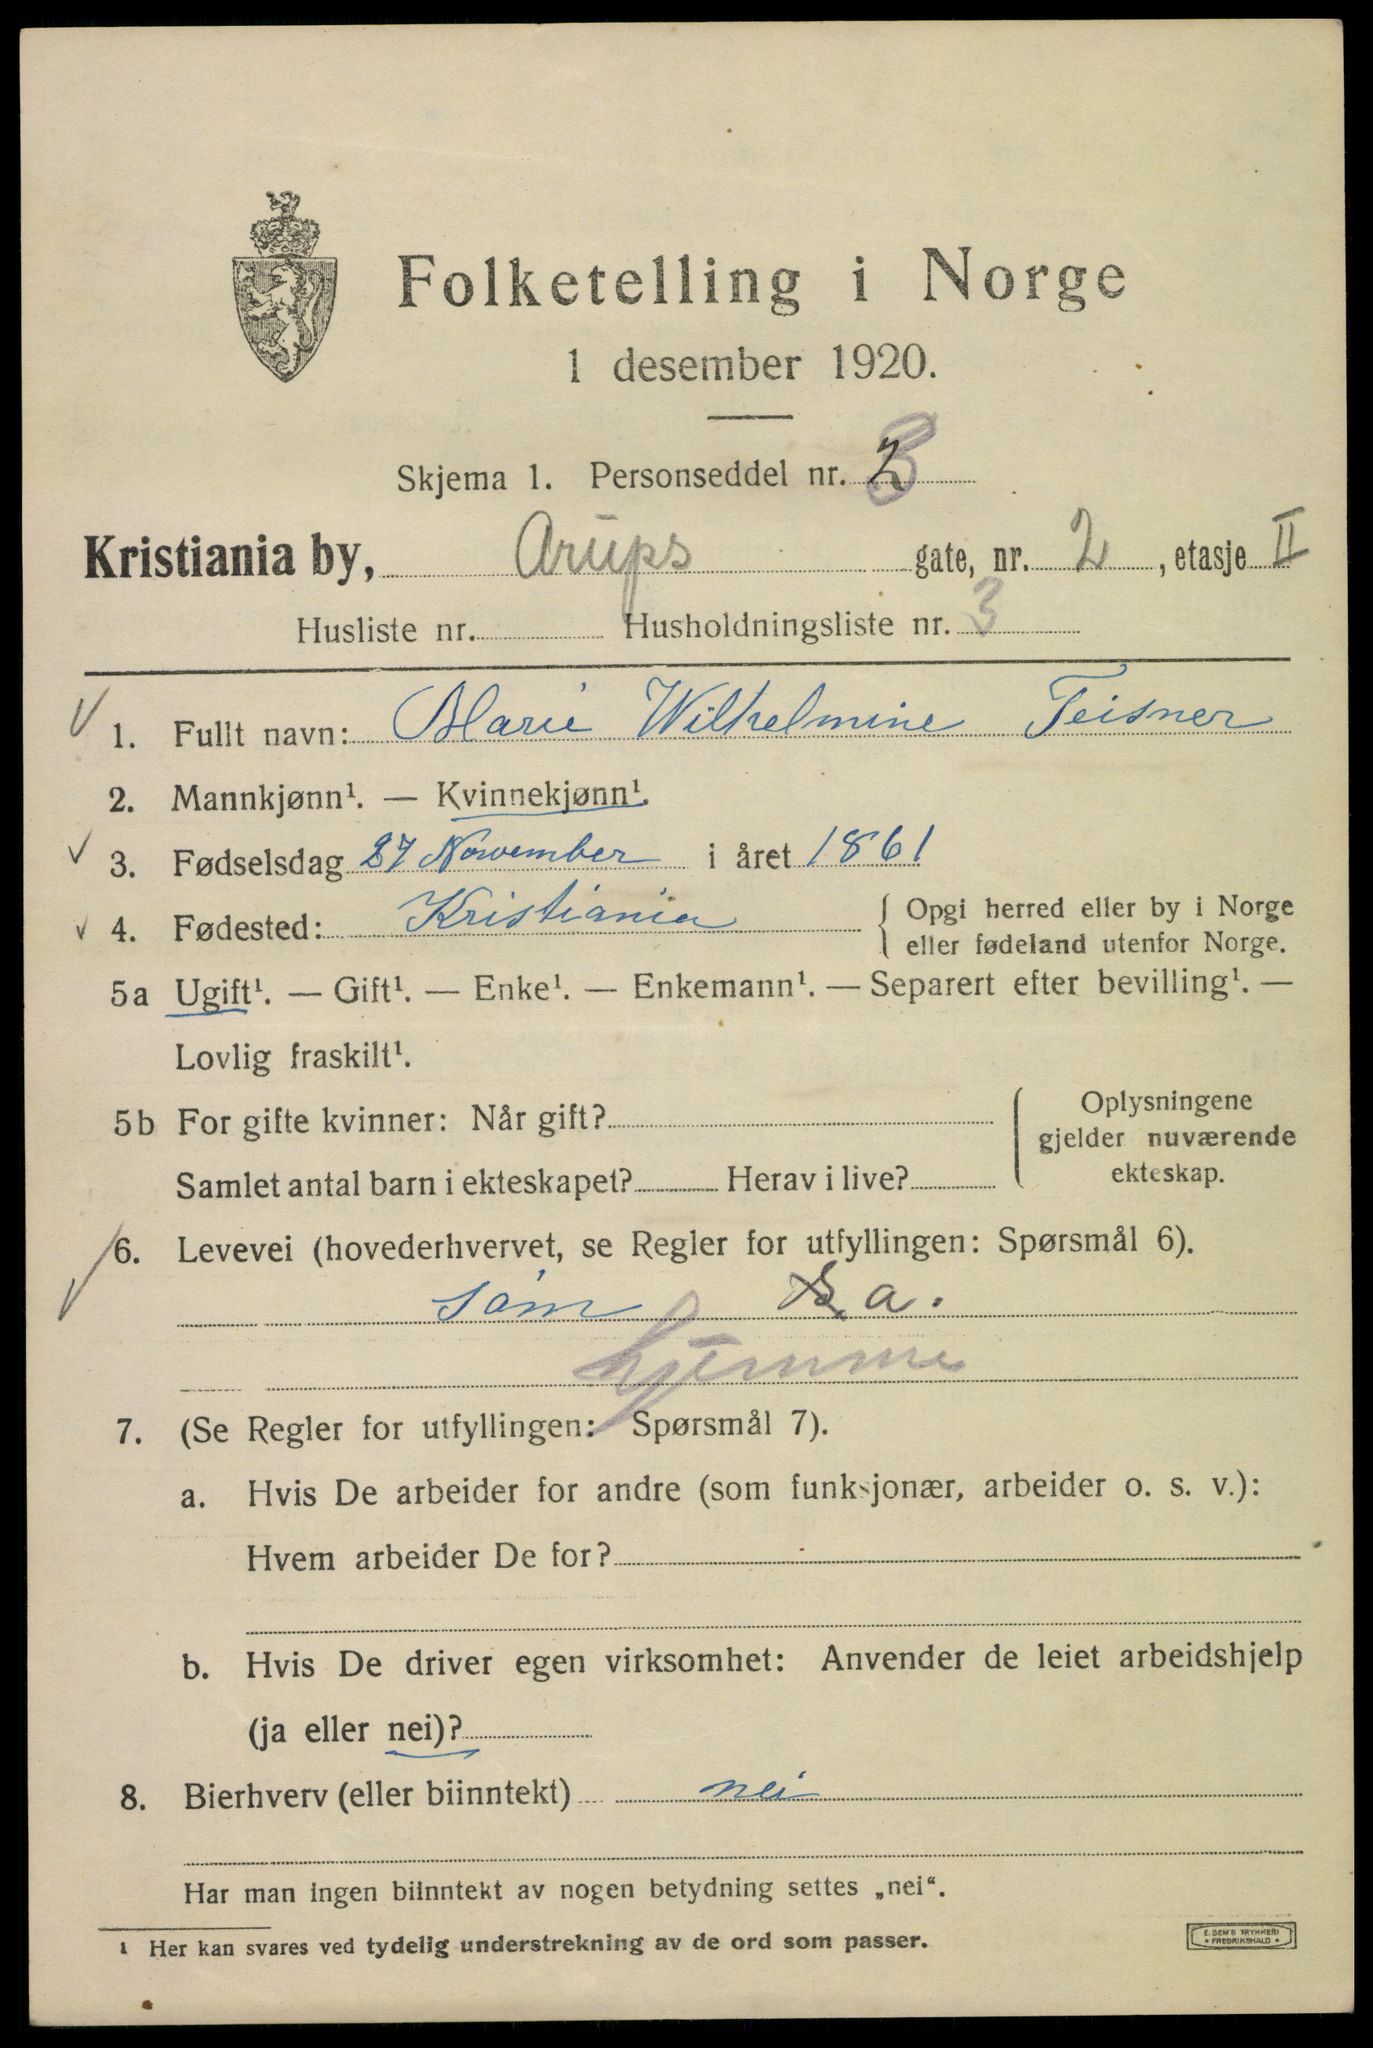 Folketelling i Norge
1 desember 1920.
Skjema 1. Personseddel nr. 2
Kristiania by, Arups gate, nr. 2, etasje II
Husliste nr. Husholdningsliste nr. 3
1. Fullt navn: Marie Wilhelmine Teisner
2. Mannkjønn¹. — Kvinnekjønn¹.
3. Fødselsdag 27 November i året 1861
4. Fødested: Kristiania { Opgi herred eller by i Norge
eller fødeland utenfor Norge.
5a Ugift¹. — Gift¹. — Enke¹. — Enkemann¹. — Separert efter bevilling¹. —
Lovlig fraskilt¹.
5b For gifte kvinner: Når gift? Oplysningene
gjelder nuværende
Samlet antal barn i ekteskapet? Herav i live? ekteskap.
6. Levevei (hovederhvervet, se Regler for utfyllingen: Spørsmål 6).
søm a.
hjemme
7. (Se Regler for utfyllingen: Spørsmål 7).
a. Hvis De arbeider for andre (som funksjonær, arbeider o. s. v.):
Hvem arbeider De for?
b. Hvis De driver egen virksomhet: Anvender de leiet arbeidshjelp
(ja eller nei)?
8. Bierhverv (eller biinntekt) nei
Har man ingen biinntekt av nogen betydning settes „nei“.
¹ Her kan svares ved tydelig understrekning av de ord som passer.
E. SEM'S TRYKKERI
• FREDRIKSHALD •